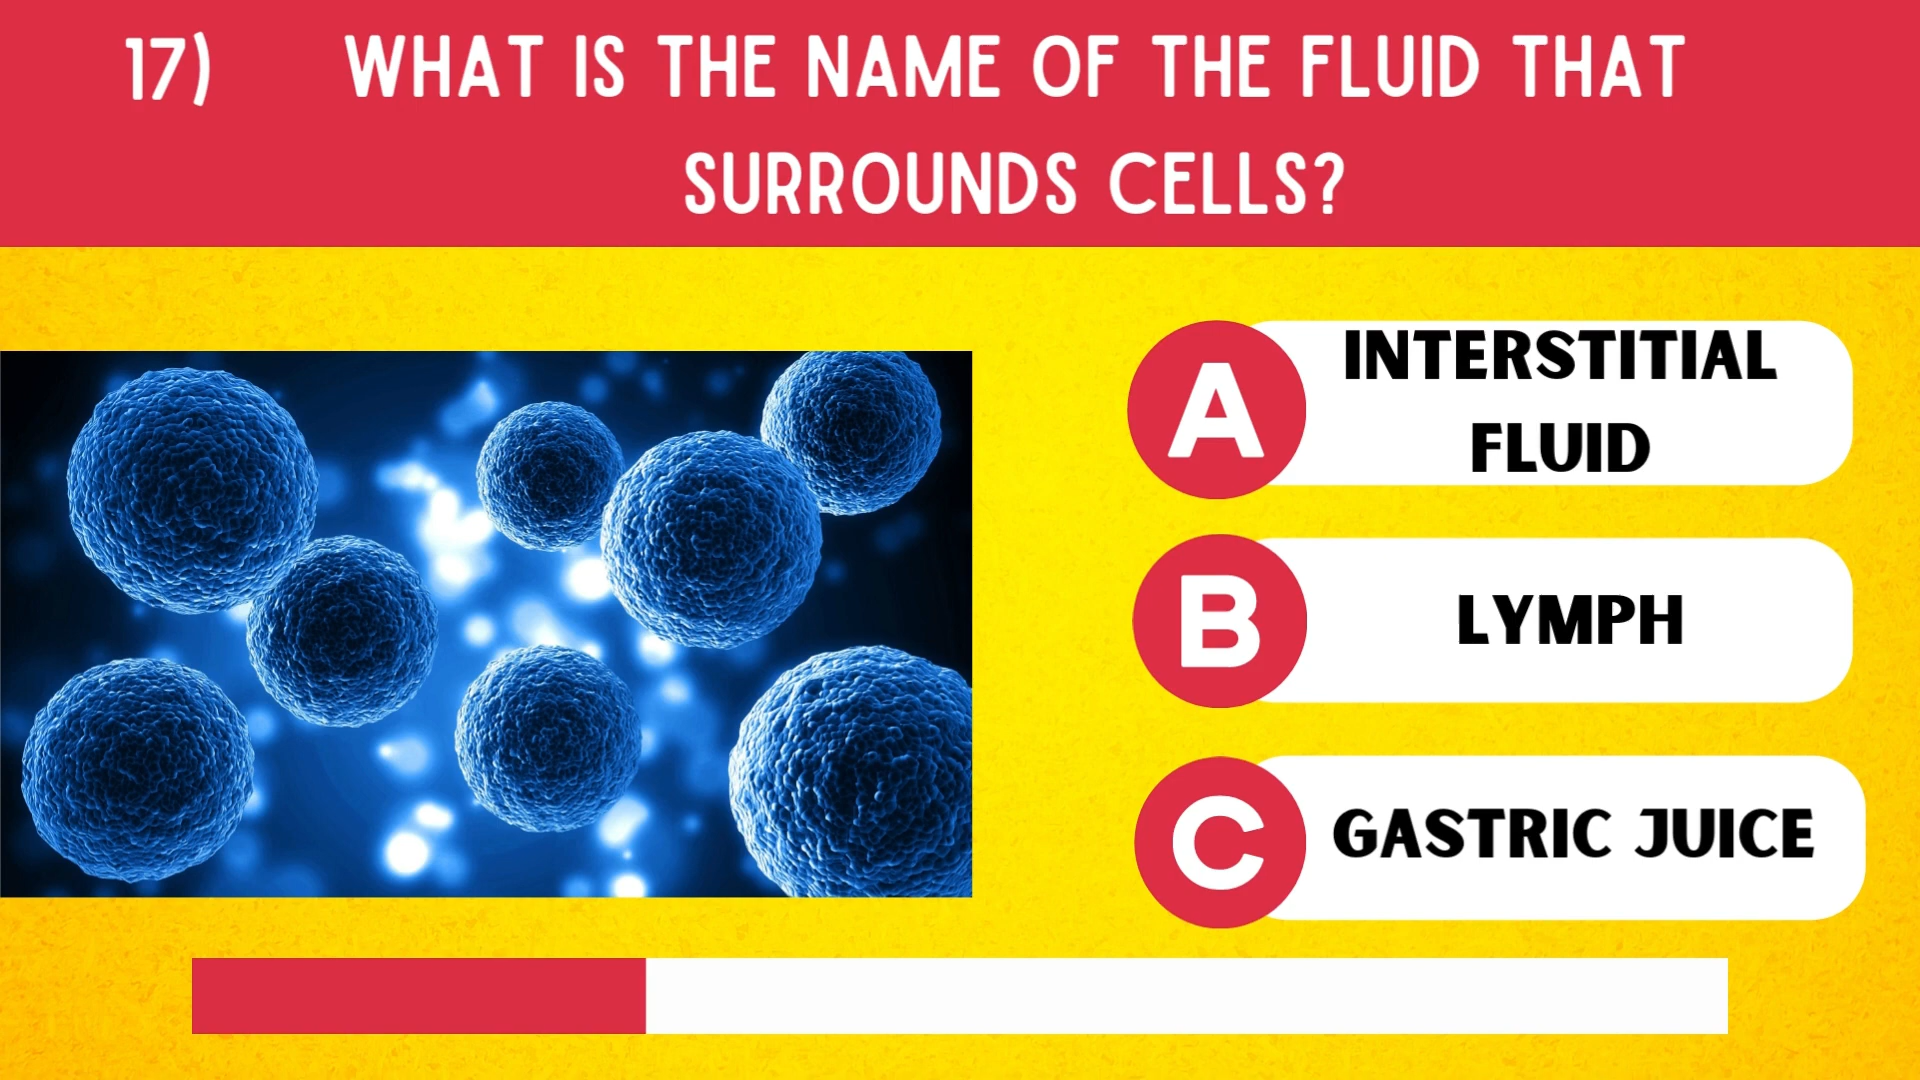 17) WHAT IS THE NAME OF THE FLUID THAT
SURROUNDS CELLS?
A INTERSTITIAL
FLUID
B LYMPH
C GASTRIC JUICE